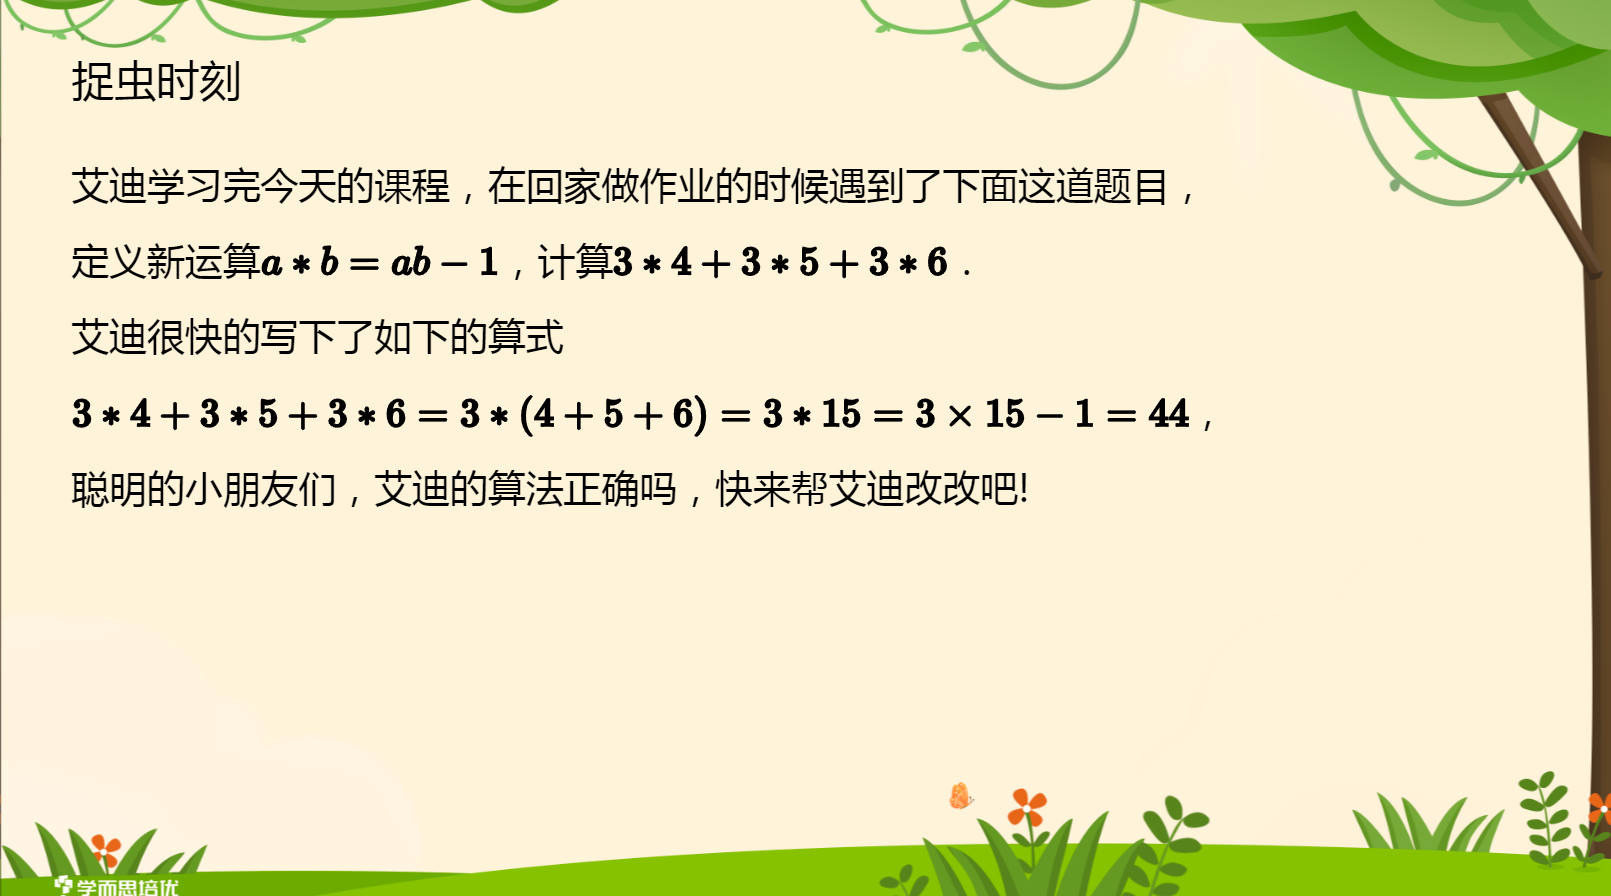 捉虫时刻
艾迪学习完今天的课程，在回家做作业的时候遇到了下面这道题目，
定义新运算a * b = ab − 1，计算3 * 4 + 3 * 5 + 3 * 6．
艾迪很快的写下了如下的算式
3 * 4 + 3 * 5 + 3 * 6 = 3 * (4 + 5 + 6) = 3 * 15 = 3 × 15 − 1 = 44，
聪明的小朋友们，艾迪的算法正确吗，快来帮艾迪改改吧!
学而思培优